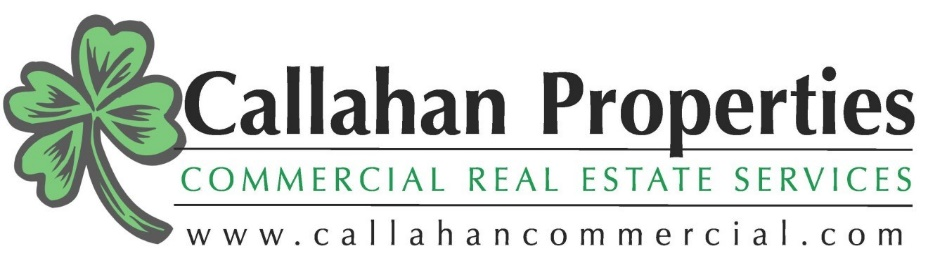 Callahan Properties
COMMERCIAL REAL ESTATE SERVICES
www.callahancommercial.com